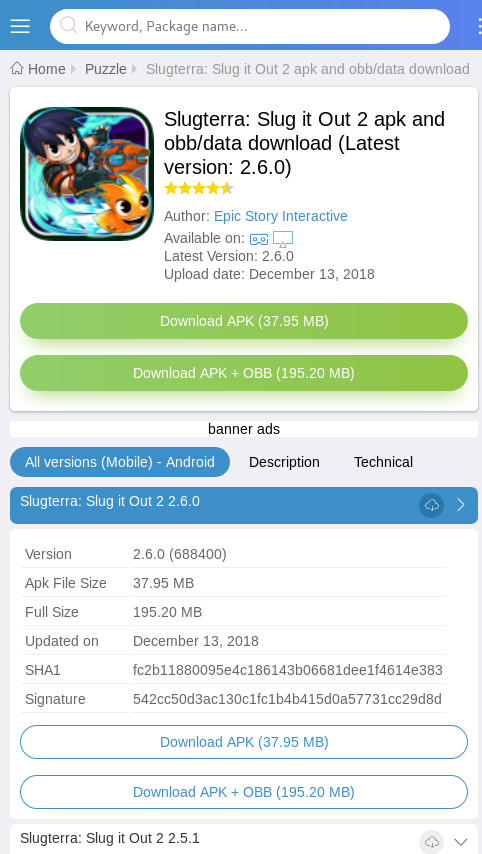 Keyword, Package name...
Home Puzzle Slugterra: Slug it Out 2 apk and obb/data download
Slugterra: Slug it Out 2 apk and
obb/data download (Latest
version: 2.6.0)
Author: Epic Story Interactive
Available on:
Latest Version: 2.6.0
Upload date: December 13, 2018
Download APK (37.95 MB)
Download APK + OBB (195.20 MB)
banner ads
All versions (Mobile) - Android Description Technical
Slugterra: Slug it Out 2 2.6.0
Version 2.6.0 (688400)
Apk File Size 37.95 MB
Full Size 195.20 MB
Updated on December 13, 2018
SHA1 fc2b11880095e4c186143b06681dee1f4614e383
Signature 542cc50d3ac130c1fc1b4b415d0a57731cc29d8d
Download APK (37.95 MB)
Download APK + OBB (195.20 MB)
Slugterra: Slug it Out 2 2.5.1